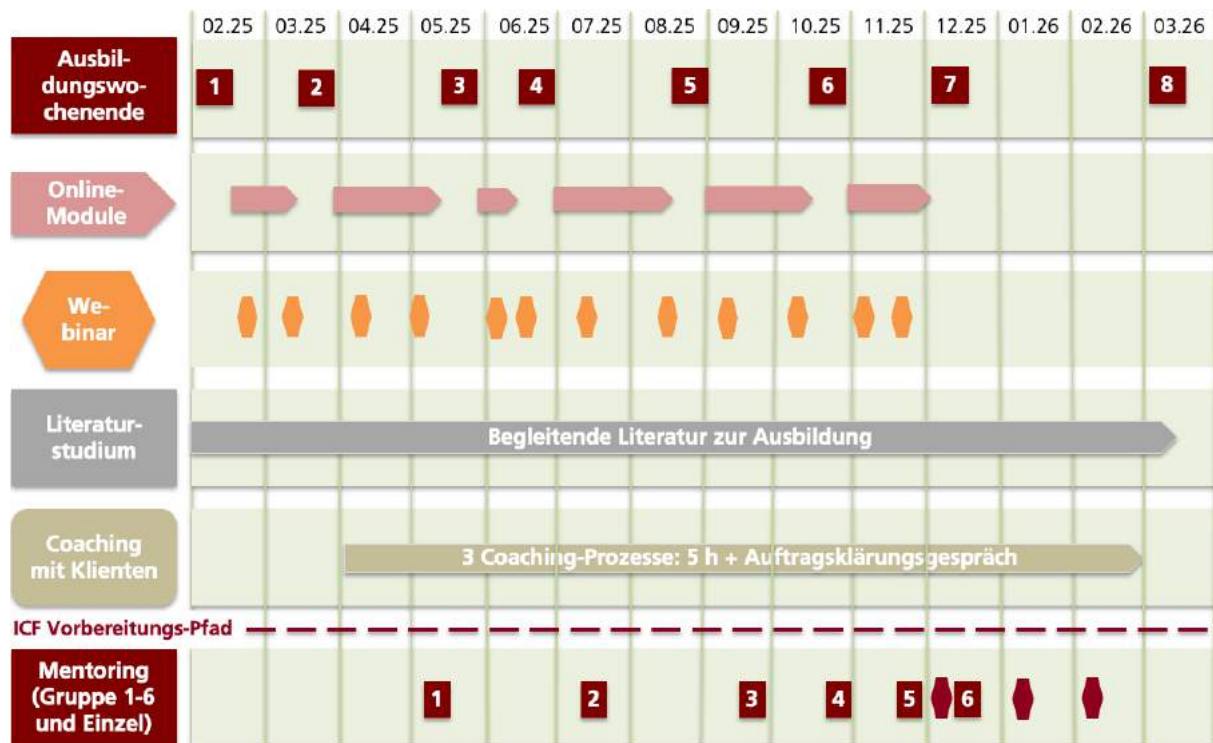 02.25 03.25 04.25 05.25 06.25 07.25 08.25 09.25 10.25 11.25 12.25 01.26 02.26 03.26
Ausbil-
dungswo-
chenende
1 2 3 4 5 6 7 8
Online-
Module
We-
binar
Literatur-
studium
Begleitende Literatur zur Ausbildung
Coaching
mit Klienten
3 Coaching-Prozesse: 5 h + Auftragsklärungsgespräch
ICF Vorbereitungs-Pfad
Mentoring
(Gruppe 1-6
und Einzel)
1 2 3 4 5 6